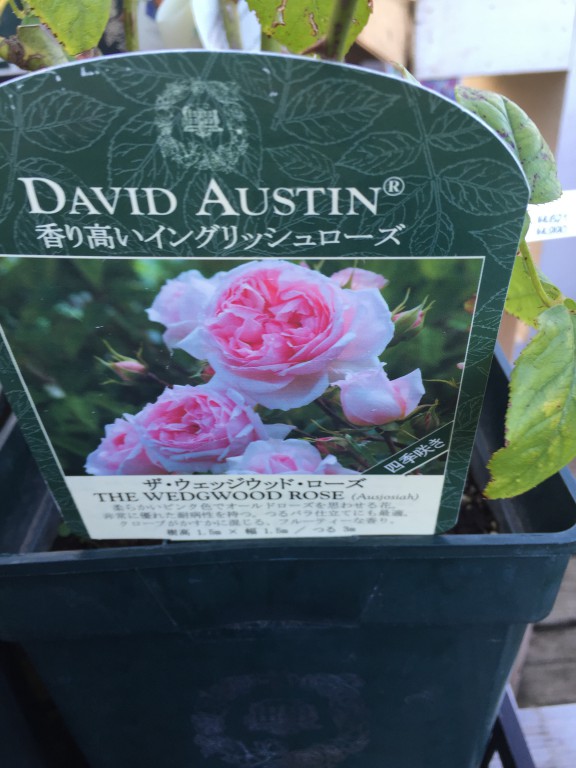 DAVID AUSTIN®
香り高いイングリッシュローズ
四季咲き
ザ・ウェッジウッド・ローズ
THE WEDGWOOD ROSE (Ausjosiah)
柔らかいピンク色でオールドローズを思わせる花。
非常に優れた耐病性を持つ。つるバラ仕立てにも最適。
クローブがかすかに混じる、フルーティーな香り。
樹高 1.5m × 幅 1.5m / つる 3m